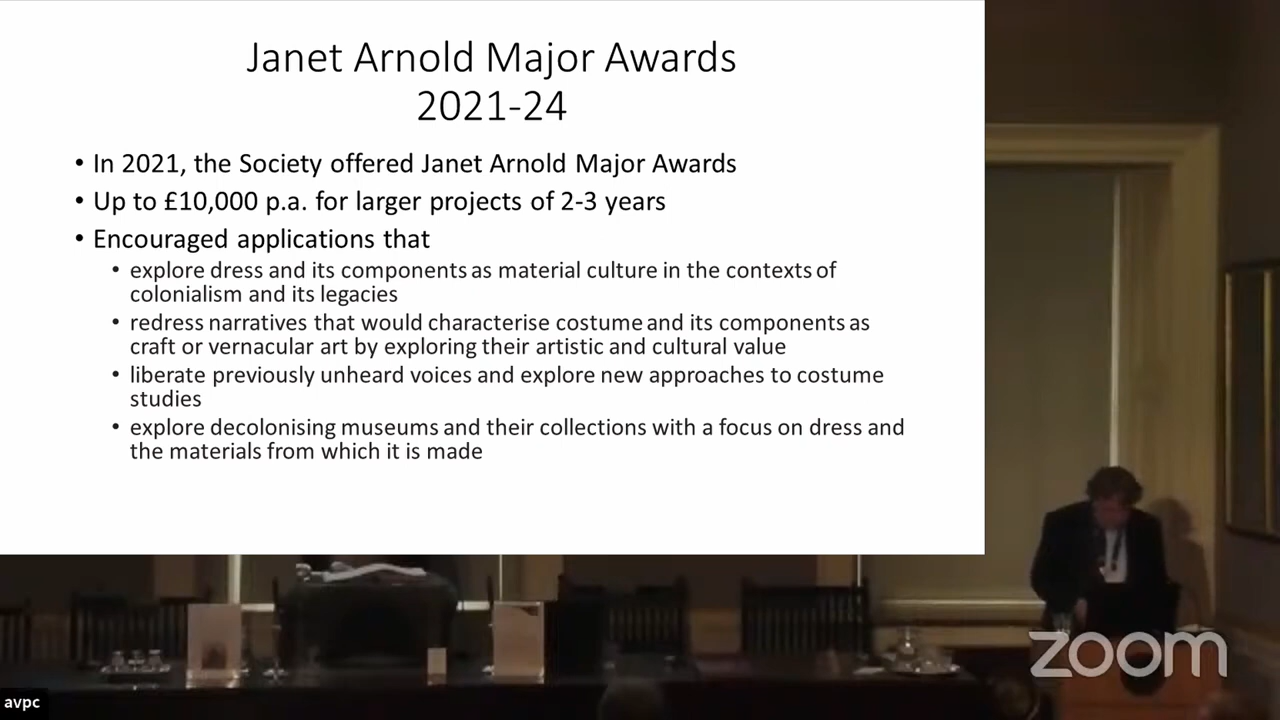 Janet Arnold Major Awards
2021-24
• In 2021, the Society offered Janet Arnold Major Awards
• Up to £10,000 p.a. for larger projects of 2-3 years
• Encouraged applications that
• explore dress and its components as material culture in the contexts of
colonialism and its legacies
• redress narratives that would characterise costume and its components as
craft or vernacular art by exploring their artistic and cultural value
• liberate previously unheard voices and explore new approaches to costume
studies
• explore decolonising museums and their collections with a focus on dress and
the materials from which it is made
zoom
avpc